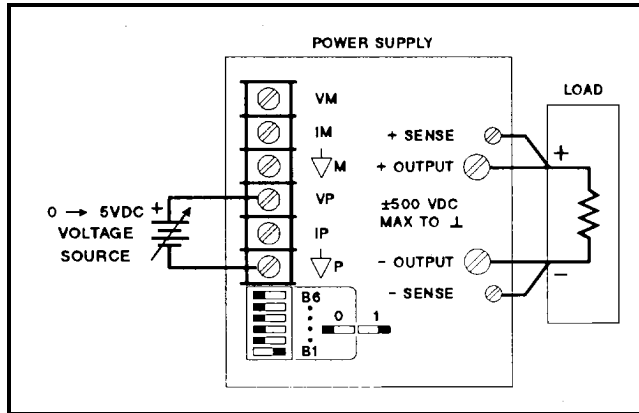 POWER SUPPLY
VM
IM
M
VP
IP
P
B6
B1
0 1
0 → 5VDC +
VOLTAGE
SOURCE
+ SENSE
+ OUTPUT
±500 VDC
MAX TO ⊥
- OUTPUT
- SENSE
LOAD
+
−